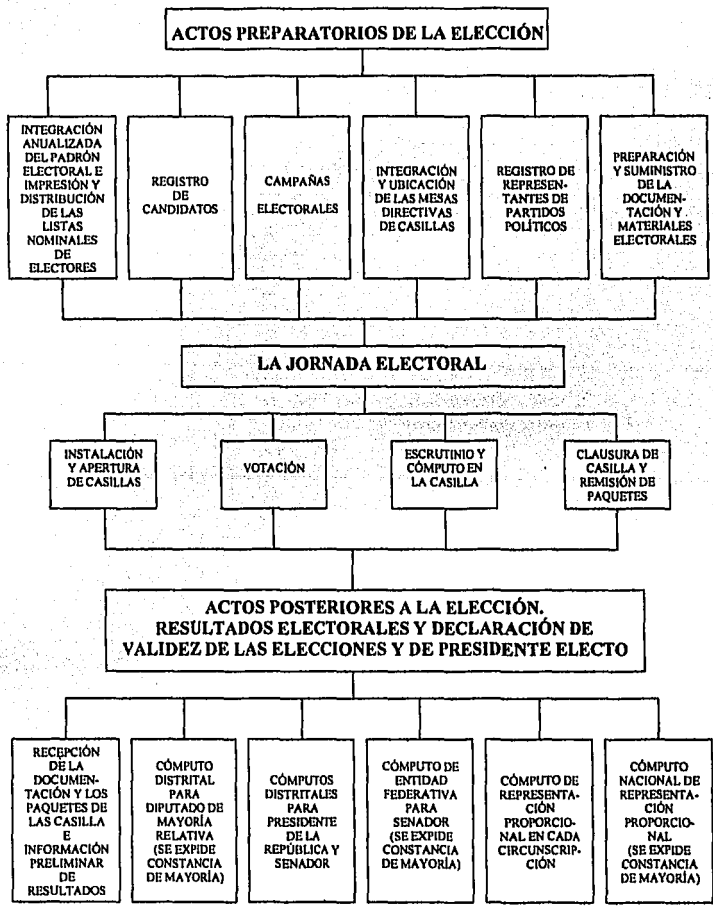 ACTOS PREPARATORIOS DE LA ELECCIÓN
INTEGRACIÓN
ANUALIZADA
DEL PADRÓN
ELECTORAL E
IMPRESIÓN Y
DISTRIBUCIÓN
DE LAS
LISTAS
NOMINALES
DE
ELECTORES
REGISTRO
DE
CANDIDATOS
CAMPAÑAS
ELECTORALES
INTEGRACIÓN
Y UBICACIÓN
DE LAS MESAS
DIRECTIVAS
DE CASILLAS
REGISTRO DE
REPRESEN-
TANTES DE
PARTIDOS
POLÍTICOS
PREPARACIÓN
Y SUMINISTRO
DE LA
DOCUMEN-
TACIÓN Y
MATERIALES
ELECTORALES
LA JORNADA ELECTORAL
INSTALACIÓN
Y APERTURA
DE CASILLAS
VOTACIÓN
ESCRUTINIO Y
CÓMPUTO EN
LA CASILLA
CLAUSURA DE
CASILLA Y
REMISIÓN DE
PAQUETES
ACTOS POSTERIORES A LA ELECCIÓN.
RESULTADOS ELECTORALES Y DECLARACIÓN DE
VALIDEZ DE LAS ELECCIONES Y DE PRESIDENTE ELECTO
RECEPCIÓN
DE LA
DOCUMEN-
TACIÓN Y LOS
PAQUETES DE
LAS CASILLA
E
INFORMACIÓN
PRELIMINAR
DE
RESULTADOS
CÓMPUTO
DISTRITAL
PARA
DIPUTADO DE
MAYORÍA
RELATIVA
(SE EXPIDE
CONSTANCIA
DE MAYORÍA)
CÓMPUTOS
DISTRITALES
PARA
PRESIDENTE
DE LA
REPÚBLICA Y
SENADOR
CÓMPUTO DE
ENTIDAD
FEDERATIVA
PARA
SENADOR
(SE EXPIDE
CONSTANCIA
DE MAYORÍA)
CÓMPUTO DE
REPRESENTA-
CIÓN
PROPORCIO-
NAL EN CADA
CIRCUNSCRIP-
CIÓN
CÓMPUTO
NACIONAL DE
REPRESENTA-
CIÓN
PROPORCIO-
NAL
(SE EXPIDE
CONSTANCIA
DE MAYORÍA)